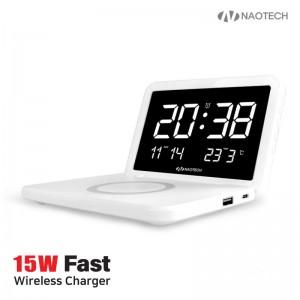 NAOTECH
20:38
11-14 23°3°c
NAOTECH
15W Fast
Wireless Charger